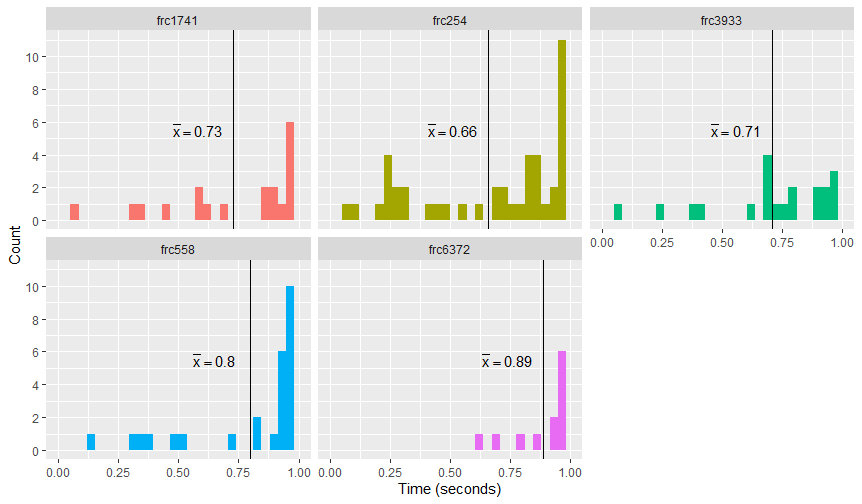 frc1741 frc254 frc3933
10
8
6
x̅ = 0.73 x̅ = 0.66 x̅ = 0.71
4
2
0
0.00 0.25 0.50 0.75 1.00
Count
frc558 frc6372
10
8
6
x̅ = 0.8 x̅ = 0.89
4
2
0
0.00 0.25 0.50 0.75 1.00 0.00 0.25 0.50 0.75 1.00
Time (seconds)